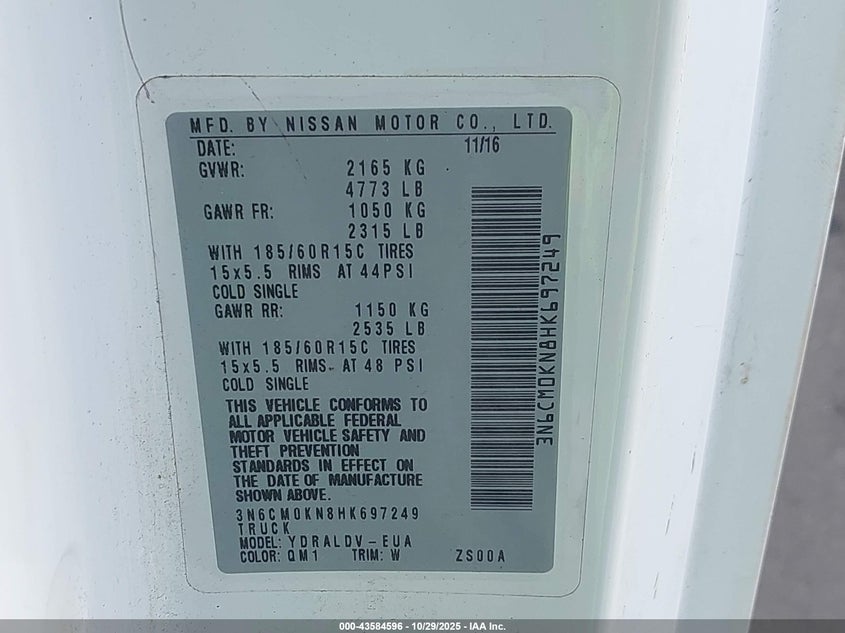 MFD. BY NISSAN MOTOR CO., LTD.
DATE: 11/16
GVWR: 2165 KG
4773 LB
GAWR FR: 1050 KG
2315 LB
WITH 185/60R15C TIRES
15x5.5 RIMS AT 44PSI
COLD SINGLE
GAWR RR: 1150 KG
2535 LB
WITH 185/60R15C TIRES
15x5.5 RIMS AT 48 PSI
COLD SINGLE
THIS VEHICLE CONFORMS TO
ALL APPLICABLE FEDERAL
MOTOR VEHICLE SAFETY AND
THEFT PREVENTION
STANDARDS IN EFFECT ON
THE DATE OF MANUFACTURE
SHOWN ABOVE.
3N6CM0KN8HK697249
TRUCK
MODEL: YDRALDV-EUA
COLOR: QM1 TRIM: W ZS00A
3N6CM0KN8HK697249
000-43584596 - 10/29/2025 - IAA Inc.